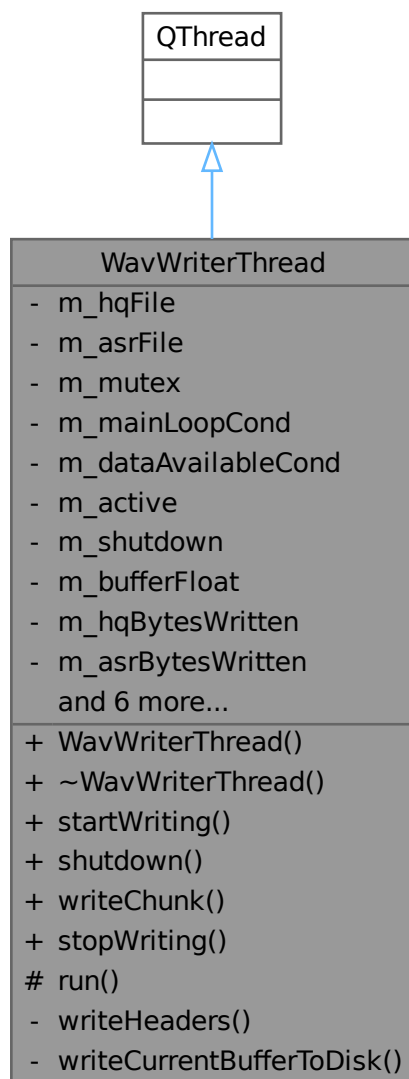 QThread
WavWriterThread
- m_hqFile
- m_asrFile
- m_mutex
- m_mainLoopCond
- m_dataAvailableCond
- m_active
- m_shutdown
- m_bufferFloat
- m_hqBytesWritten
- m_asrBytesWritten
and 6 more...
+ WavWriterThread()
+ ~WavWriterThread()
+ startWriting()
+ shutdown()
+ writeChunk()
+ stopWriting()
# run()
- writeHeaders()
- writeCurrentBufferToDisk()